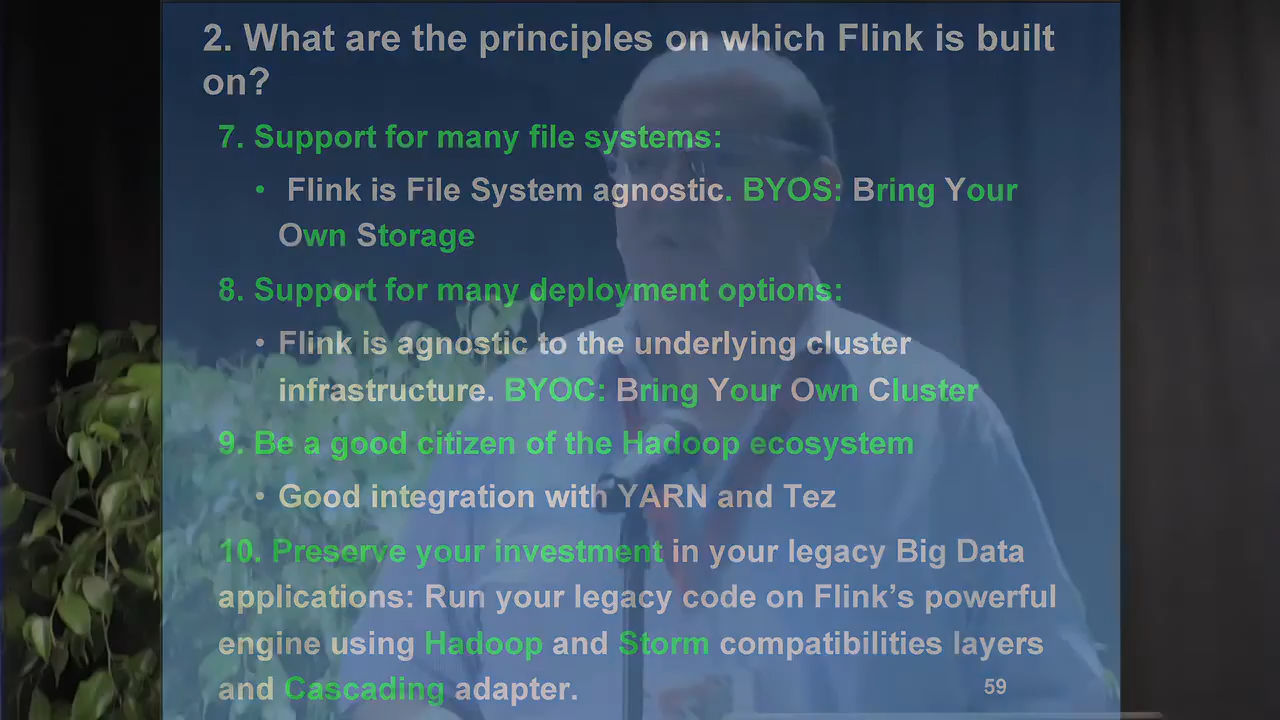 2. What are the principles on which Flink is built
on?
7. Support for many file systems:
• Flink is File System agnostic. BYOS: Bring Your
Own Storage
8. Support for many deployment options:
• Flink is agnostic to the underlying cluster
infrastructure. BYOC: Bring Your Own Cluster
9. Be a good citizen of the Hadoop ecosystem
• Good integration with YARN and Tez
10. Preserve your investment in your legacy Big Data
applications: Run your legacy code on Flink’s powerful
engine using Hadoop and Storm compatibilities layers
and Cascading adapter.
59